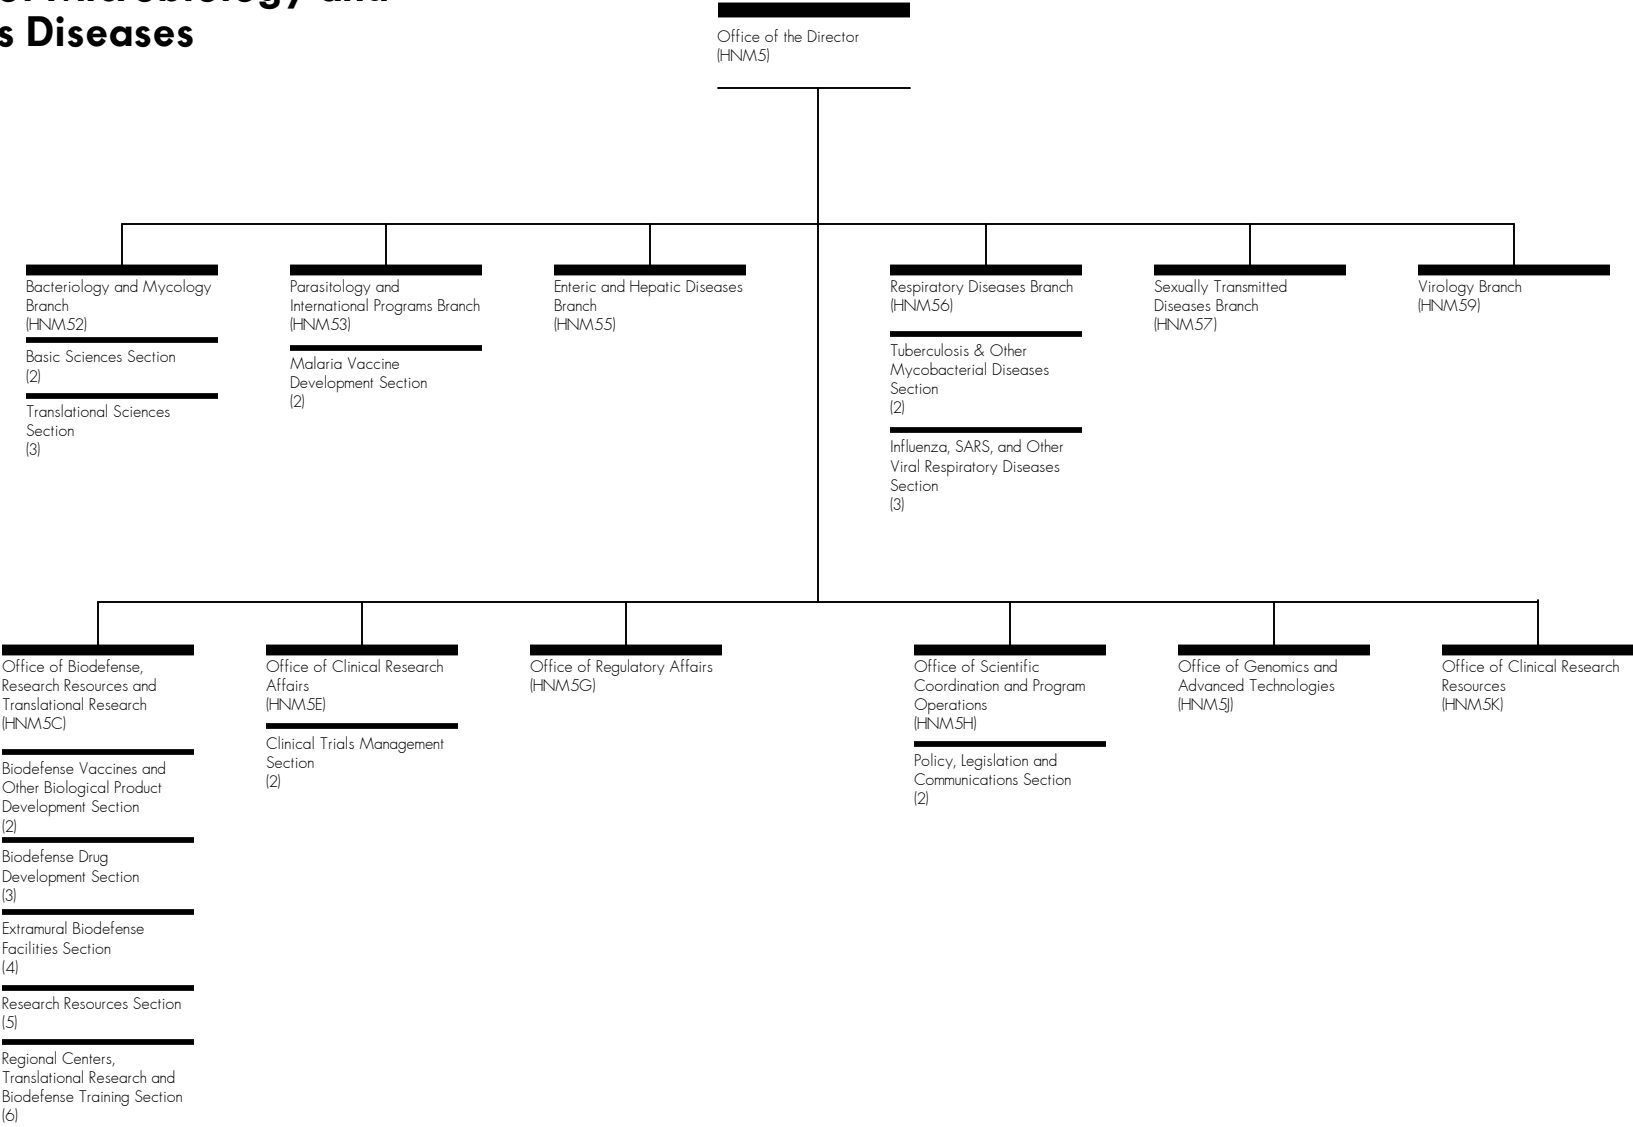 of Microbiology and
s Diseases
Office of the Director
(HNM5)
Bacteriology and Mycology
Branch
(HNM52)
Basic Sciences Section
(2)
Translational Sciences
Section
(3)
Parasitology and
International Programs Branch
(HNM53)
Malaria Vaccine
Development Section
(2)
Enteric and Hepatic Diseases
Branch
(HNM55)
Respiratory Diseases Branch
(HNM56)
Tuberculosis & Other
Mycobacterial Diseases
Section
(2)
Influenza, SARS, and Other
Viral Respiratory Diseases
Section
(3)
Sexually Transmitted
Diseases Branch
(HNM57)
Virology Branch
(HNM59)
Office of Biodefense,
Research Resources and
Translational Research
(HNM5C)
Biodefense Vaccines and
Other Biological Product
Development Section
(2)
Biodefense Drug
Development Section
(3)
Extramural Biodefense
Facilities Section
(4)
Research Resources Section
(5)
Regional Centers,
Translational Research and
Biodefense Training Section
(6)
Office of Clinical Research
Affairs
(HNM5E)
Clinical Trials Management
Section
(2)
Office of Regulatory Affairs
(HNM5G)
Office of Scientific
Coordination and Program
Operations
(HNM5H)
Policy, Legislation and
Communications Section
(2)
Office of Genomics and
Advanced Technologies
(HNM5J)
Office of Clinical Research
Resources
(HNM5K)